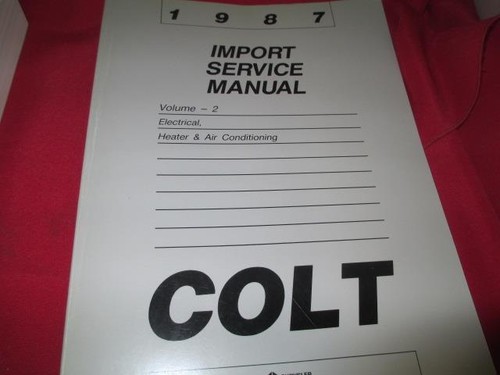 1 9 8 7
IMPORT
SERVICE
MANUAL
Volume – 2
Electrical,
Heater & Air Conditioning
COLT